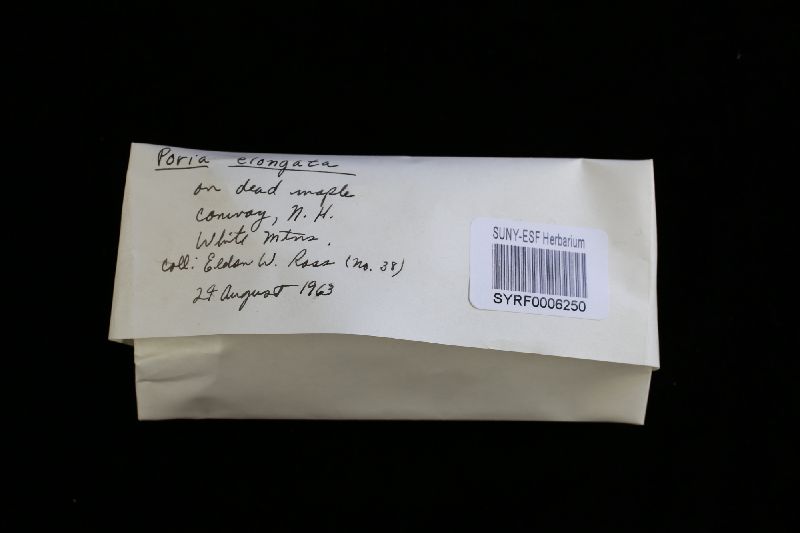 Poria elongata
on dead maple
Conway, N. H.
White Mtns.
coll: Eldon W. Ross (no. 38)
24 August 1963
SUNY-ESF Herbarium
SYRF0006250